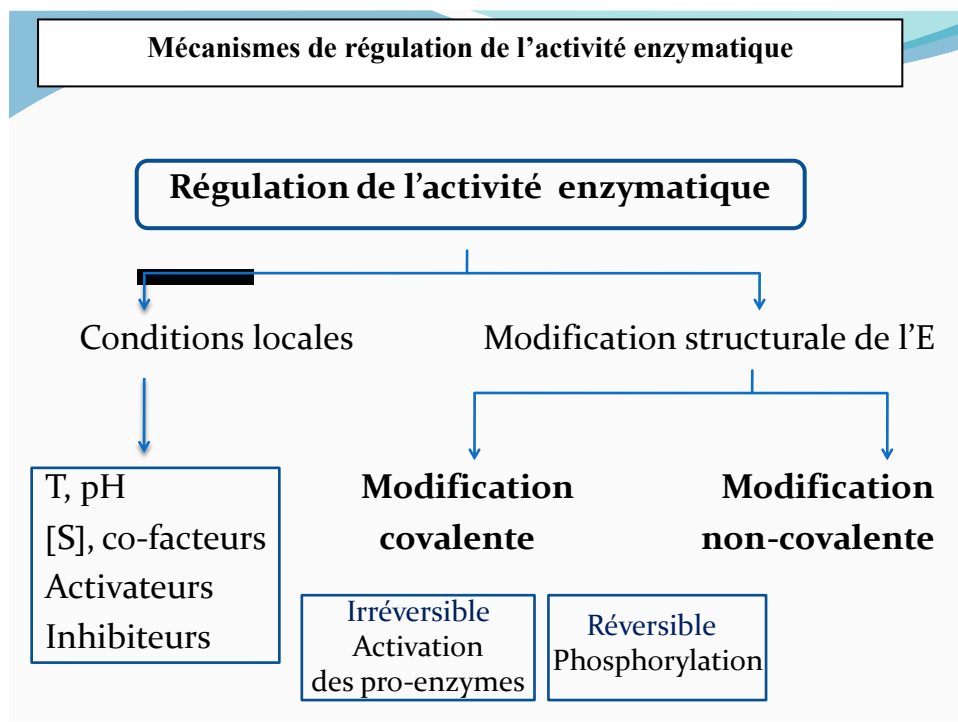 Mécanismes de régulation de l’activité enzymatique
Régulation de l’activité enzymatique
Conditions locales
Modification structurale de l’E
T, pH
[S], co-facteurs
Activateurs
Inhibiteurs
Modification
covalente
Modification
non-covalente
Irréversible
Activation
des pro-enzymes
Réversible
Phosphorylation